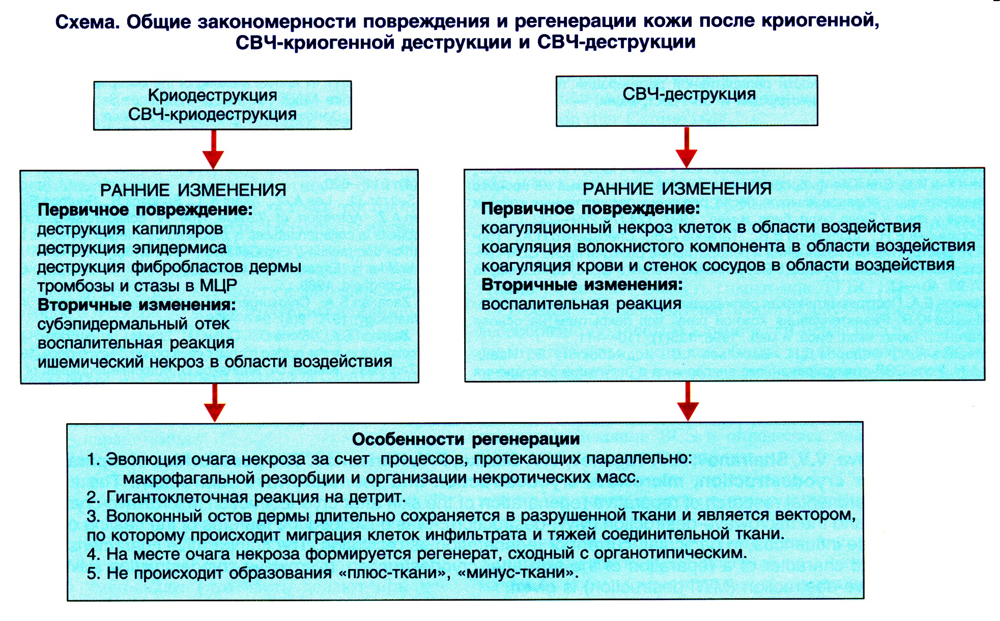 Схема. Общие закономерности повреждения и регенерации кожи после криогенной,
СВЧ-криогенной деструкции и СВЧ-деструкции
Криодеструкция
СВЧ-криодеструкция
СВЧ-деструкция
РАННИЕ ИЗМЕНЕНИЯ
Первичное повреждение:
деструкция капилляров
деструкция эпидермиса
деструкция фибробластов дермы
тромбозы и стазы в МЦР
Вторичные изменения:
субэпидермальный отек
воспалительная реакция
ишемический некроз в области воздействия
РАННИЕ ИЗМЕНЕНИЯ
Первичное повреждение:
коагуляционный некроз клеток в области воздействия
коагуляция волокнистого компонента в области воздействия
коагуляция крови и стенок сосудов в области воздействия
Вторичные изменения:
воспалительная реакция
Особенности регенерации
1. Эволюция очага некроза за счет процессов, протекающих параллельно:
макрофагальной резорбции и организации некротических масс.
2. Гигантоклеточная реакция на детрит.
3. Волоконный остов дермы длительно сохраняется в разрушенной ткани и является вектором,
по которому происходит миграция клеток инфильтрата и тяжей соединительной ткани.
4. На месте очага некроза формируется регенерат, сходный с органотипическим.
5. Не происходит образования «плюс-ткани», «минус-ткани».